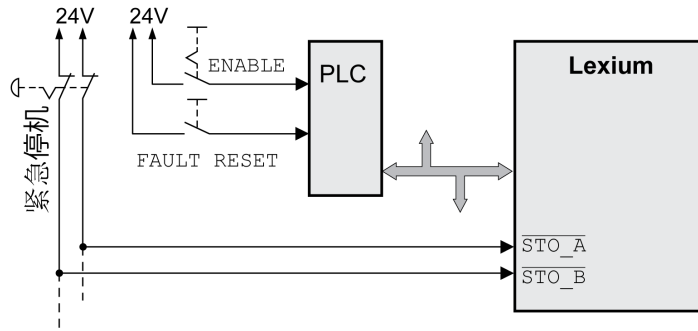 24V 24V
ENABLE
PLC
Lexium
FAULT RESET
紧急停机
STO_A
STO_B